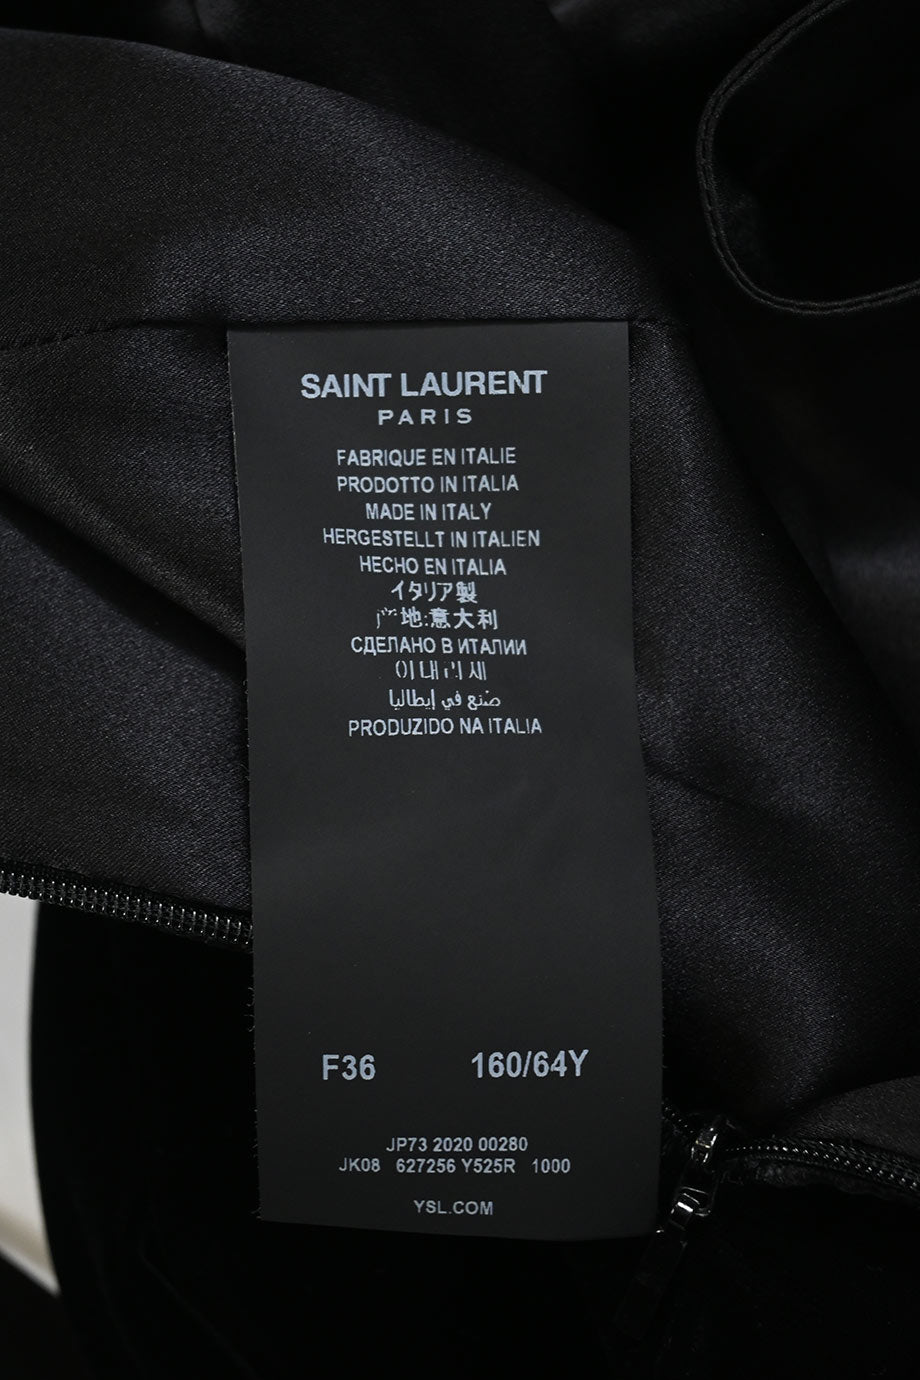 SAINT LAURENT
PARIS
FABRIQUE EN ITALIE
PRODOTTO IN ITALIA
MADE IN ITALY
HERGESTELLT IN ITALIEN
HECHO EN ITALIA
イタリア製
地:意大利
СДЕЛАНО В ИТАЛИИ
صنع في إيطاليا
PRODUZIDO NA ITALIA
F36 160/64Y
JP73 2020 00280
JK08 627256 Y525R 1000
YSL.COM